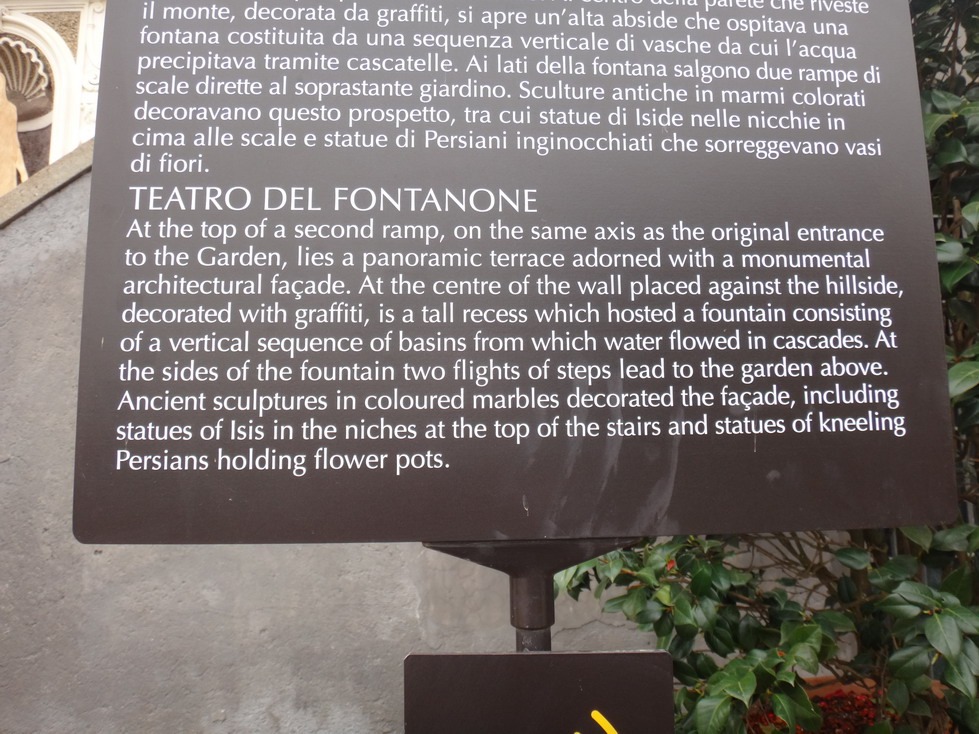 centro della parete che riveste
il monte, decorata da graffiti, si apre un'alta abside che ospitava una
fontana costituita da una sequenza verticale di vasche da cui l'acqua
precipitava tramite cascatelle. Ai lati della fontana salgono due rampe di
scale dirette al soprastante giardino. Sculture antiche in marmi colorati
decoravano questo prospetto, tra cui statue di Iside nelle nicchie in
cima alle scale e statue di Persiani inginocchiati che sorreggevano vasi
di fiori.
TEATRO DEL FONTANONE
At the top of a second ramp, on the same axis as the original entrance
to the Garden, lies a panoramic terrace adorned with a monumental
architectural façade. At the centre of the wall placed against the hillside,
decorated with graffiti, is a tall recess which hosted a fountain consisting
of a vertical sequence of basins from which water flowed in cascades. At
the sides of the fountain two flights of steps lead to the garden above.
Ancient sculptures in coloured marbles decorated the façade, including
statues of Isis in the niches at the top of the stairs and statues of kneeling
Persians holding flower pots.